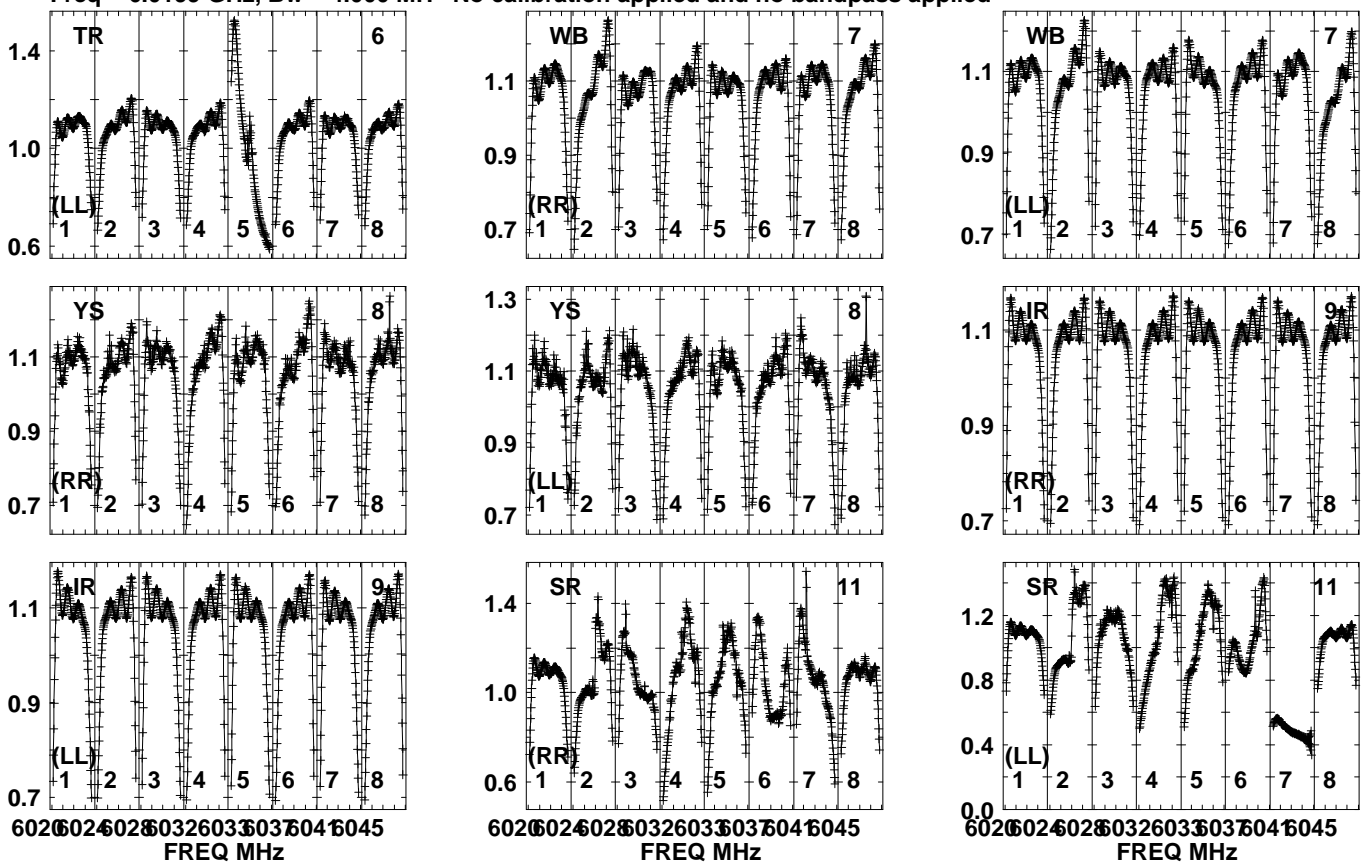 Freq = GHz, Bw = 4.000 MH No calibration applied and no bandpass applied
TR 6
1.4
1.0
0.6
(LL)
1 2 3 4 5 6 7 8
WB 7
1.1
0.9
0.7
(RR)
1 2 3 4 5 6 7 8
WB 7
1.1
0.9
0.7
(LL)
1 2 3 4 5 6 7 8
YS 8
1.1
0.9
0.7
(RR)
1 2 3 4 5 6 7 8
YS 8
1.3
1.1
0.9
0.7
(LL)
1 2 3 4 5 6 7 8
IR 9
1.1
0.9
0.7
(RR)
1 2 3 4 5 6 7 8
IR 9
1.1
0.9
0.7
(LL)
1 2 3 4 5 6 7 8
6020 6024 6028 6032 6033 6037 6041 6045
FREQ MHz
SR 11
1.4
1.0
0.6
(RR)
1 2 3 4 5 6 7 8
6020 6024 6028 6032 6033 6037 6041 6045
FREQ MHz
SR 11
1.2
0.8
0.4
0.0
(LL)
1 2 3 4 5 6 7 8
6020 6024 6028 6032 6033 6037 6041 6045
FREQ MHz